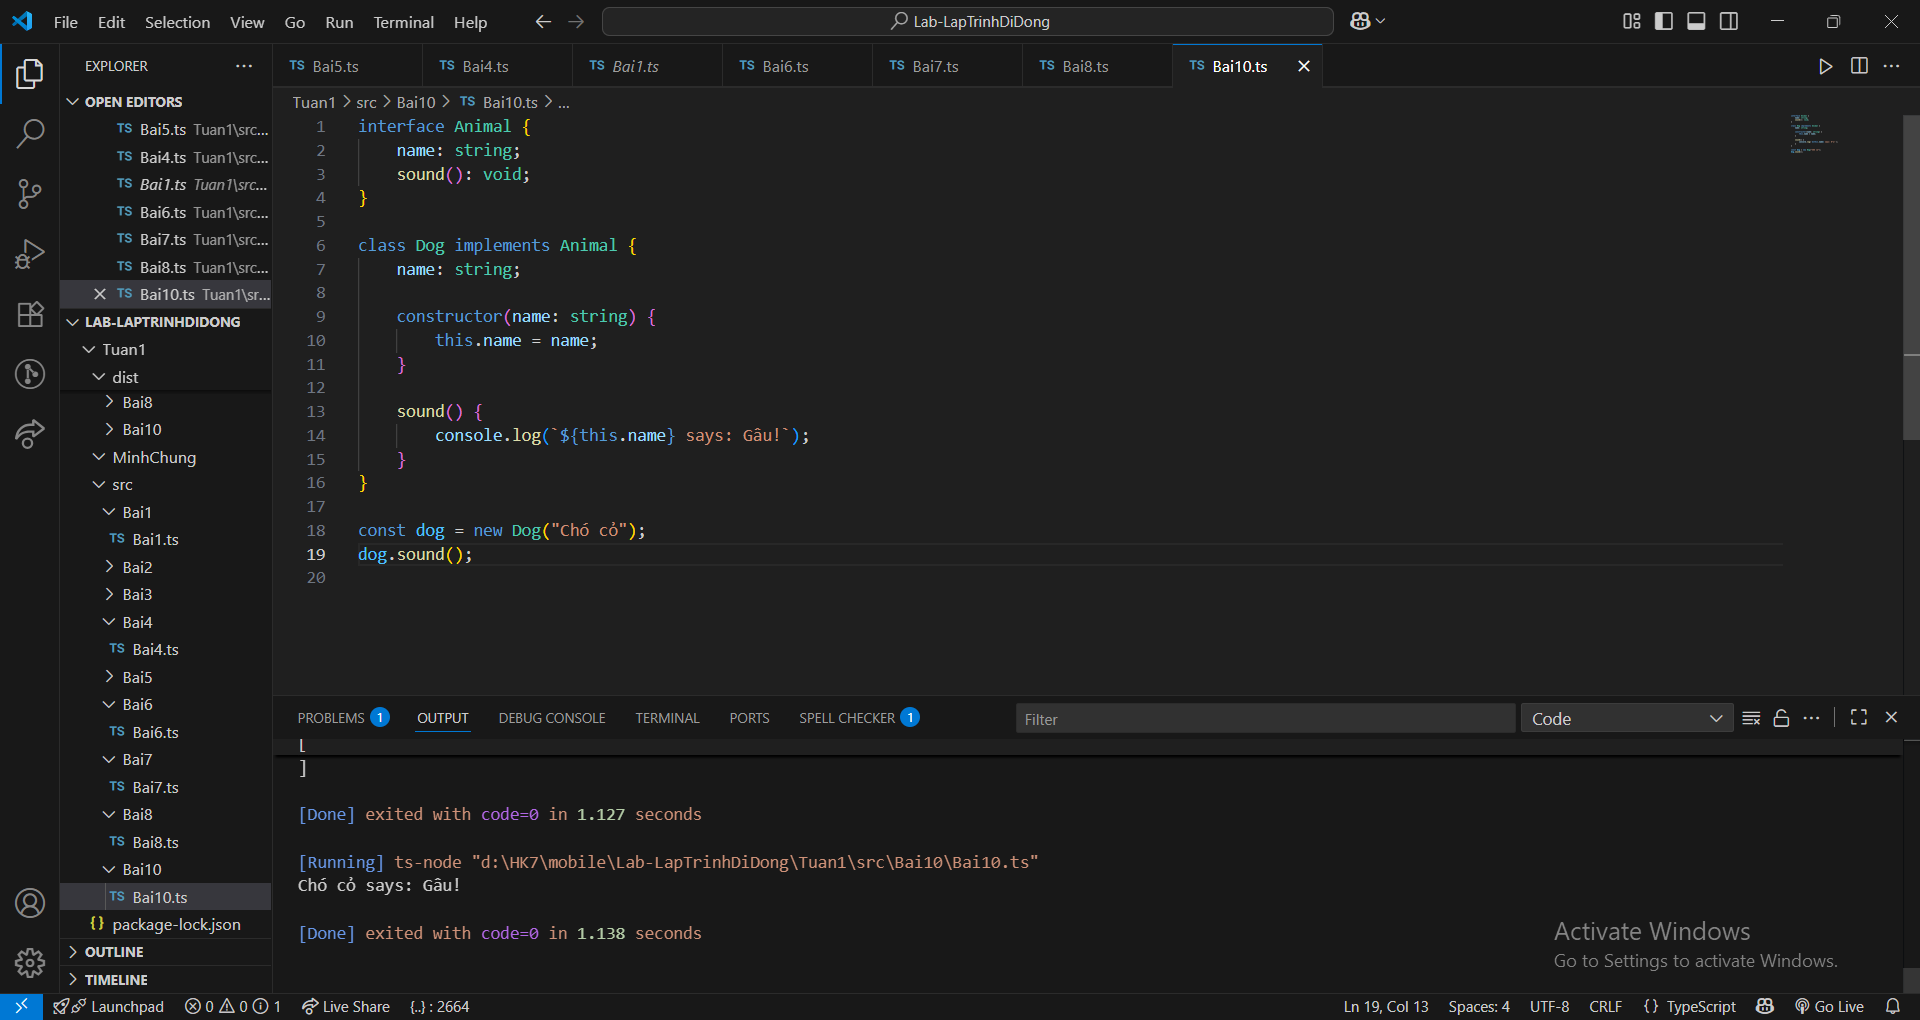 File Edit Selection View Go Run Terminal Help
Lab-LapTrinhDiDong
EXPLORER
OPEN EDITORS
TS Bai5.ts Tuan1\src...
TS Bai4.ts Tuan1\src...
TS Bai1.ts Tuan1\src...
TS Bai6.ts Tuan1\src...
TS Bai7.ts Tuan1\src...
TS Bai8.ts Tuan1\src...
TS Bai10.ts Tuan1\sr...
LAB-LAPTRINHDIDONG
Tuan1
dist
Bai8
Bai10
MinhChung
src
Bai1
TS Bai1.ts
Bai2
Bai3
Bai4
TS Bai4.ts
Bai5
Bai6
TS Bai6.ts
Bai7
TS Bai7.ts
Bai8
TS Bai8.ts
Bai10
TS Bai10.ts
{} package-lock.json
OUTLINE
TIMELINE
TS Bai5.ts TS Bai4.ts TS Bai1.ts TS Bai6.ts TS Bai7.ts TS Bai8.ts TS Bai10.ts
Tuan1 > src > Bai10 > TS Bai10.ts > ...
1 interface Animal {
2 name: string;
3 sound(): void;
4 }
5
6 class Dog implements Animal {
7 name: string;
8
9 constructor(name: string) {
10 this.name = name;
11 }
12
13 sound() {
14 console.log(`${this.name} says: Gâu!`);
15 }
16 }
17
18 const dog = new Dog("Chó cỏ");
19 dog.sound();
20
PROBLEMS 1 OUTPUT DEBUG CONSOLE TERMINAL PORTS SPELL CHECKER 1 Filter Code
[
]
[Done] exited with code=0 in 1.127 seconds
[Running] ts-node "d:\HK7\mobile\Lab-LapTrinhDiDong\Tuan1\src\Bai10\Bai10.ts"
Chó cỏ says: Gâu!
[Done] exited with code=0 in 1.138 seconds
Activate Windows
Go to Settings to activate Windows.
Launchpad 0 0 1 Live Share {..} : 2664 Ln 19, Col 13 Spaces: 4 UTF-8 CRLF {} TypeScript Go Live